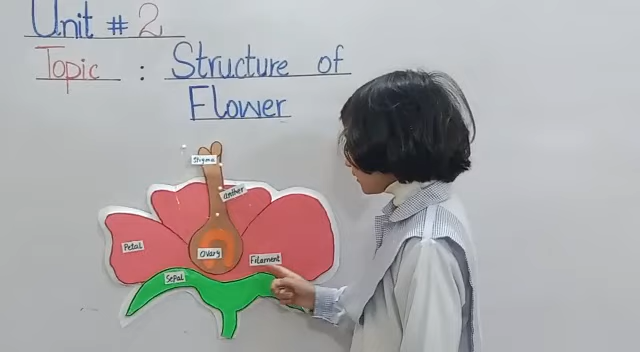 Unit # 2
Topic : Structure of
Flower
Stigma
anther
Petal
Ovary
Filament
Sepal